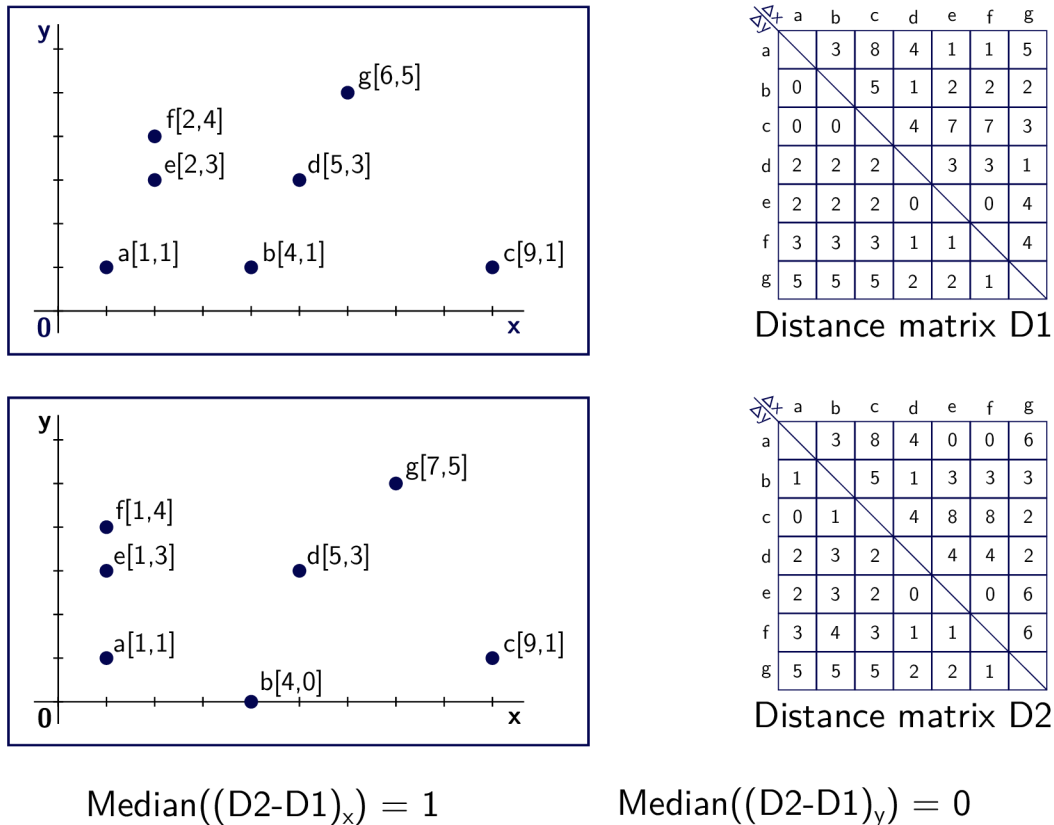 y
g[6,5]
f[2,4]
e[2,3]
d[5,3]
a[1,1]
b[4,1]
c[9,1]
0
x
Δx a b c d e f g
Δy
a 3 8 4 1 1 5
b 0 5 1 2 2 2
c 0 0 4 7 7 3
d 2 2 2 3 3 1
e 2 2 2 0 0 4
f 3 3 3 1 1 4
g 5 5 5 2 2 1
Distance matrix D1
y
g[7,5]
f[1,4]
e[1,3]
d[5,3]
a[1,1]
c[9,1]
b[4,0]
0
x
Δx a b c d e f g
Δy
a 3 8 4 0 0 6
b 1 5 1 3 3 3
c 0 1 4 8 8 2
d 2 3 2 4 4 2
e 2 3 2 0 0 6
f 3 4 3 1 1 6
g 5 5 5 2 2 1
Distance matrix D2
Median((D2-D1)x) = 1
Median((D2-D1)y) = 0